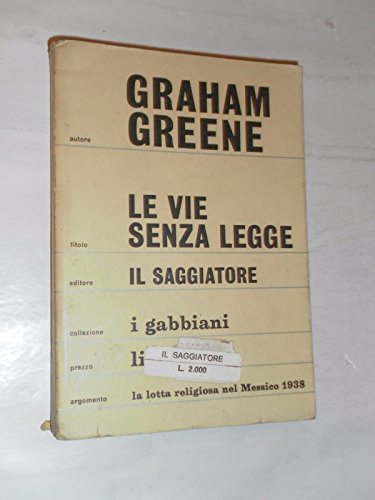 GRAHAM
autore GREENE
LE VIE
titolo SENZA LEGGE
editore IL SAGGIATORE
collezione i gabbiani
prezzo li
IL SAGGIATORE
L. 2.000
argomento la lotta religiosa nel Messico 1938